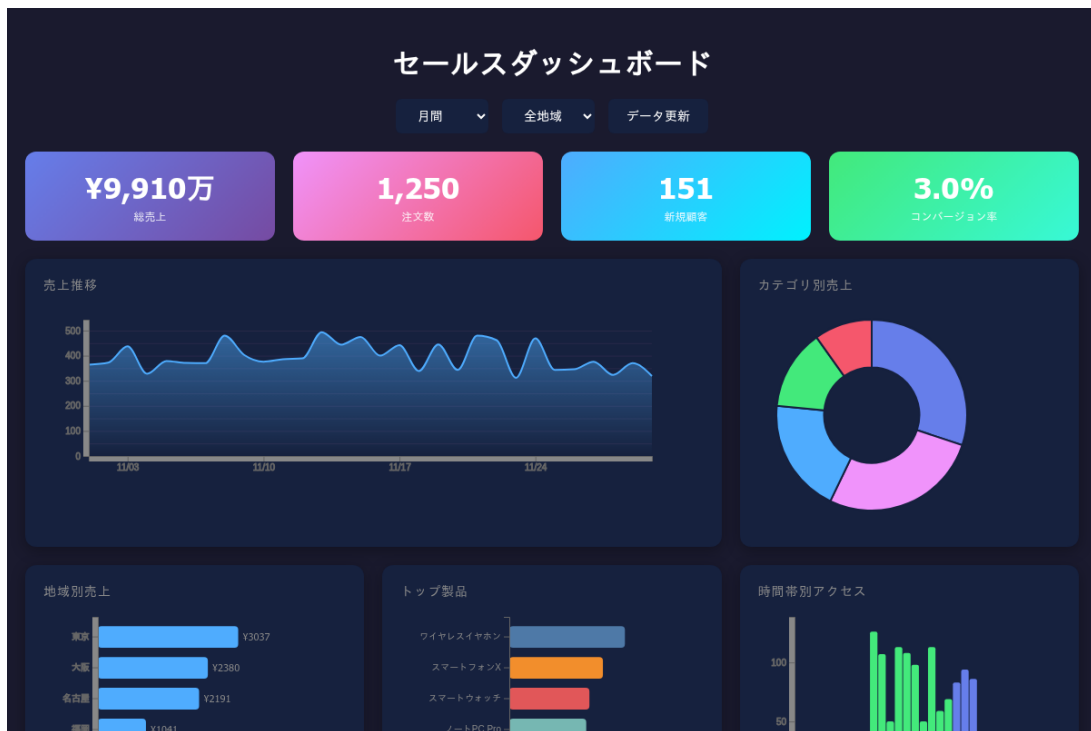 セールスダッシュボード
月間
全地域
データ更新
¥9,910万
総売上
1,250
注文数
151
新規顧客
3.0%
コンバージョン率
売上推移
500
400
300
200
100
0
11/03
11/10
11/17
11/24
カテゴリ別売上
地域別売上
東京
¥3037
大阪
¥2380
名古屋
¥2191
¥1041
トップ製品
ワイヤレスイヤホン
スマートフォンX
スマートウォッチ
ノートPC Pro
時間帯別アクセス
100
50